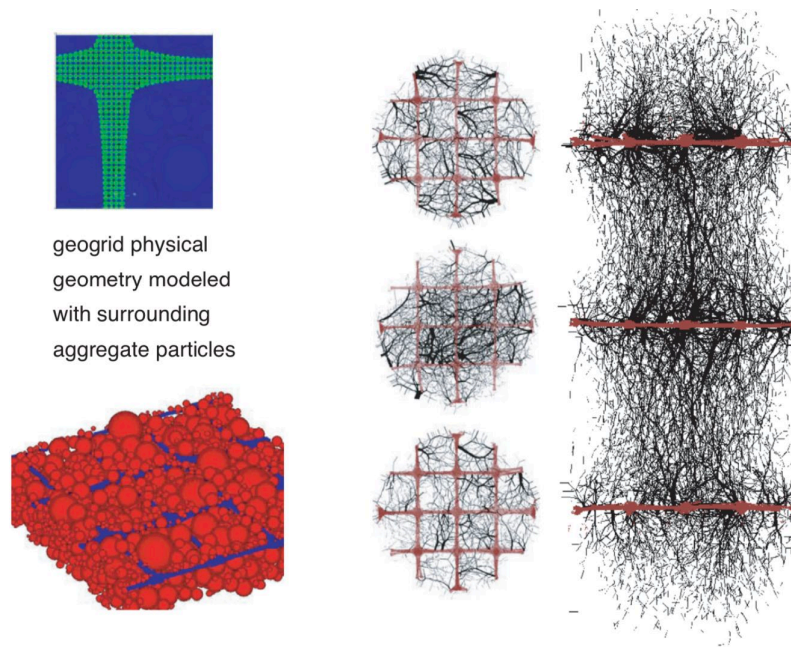 geogrid physical
geometry modeled
with surrounding
aggregate particles